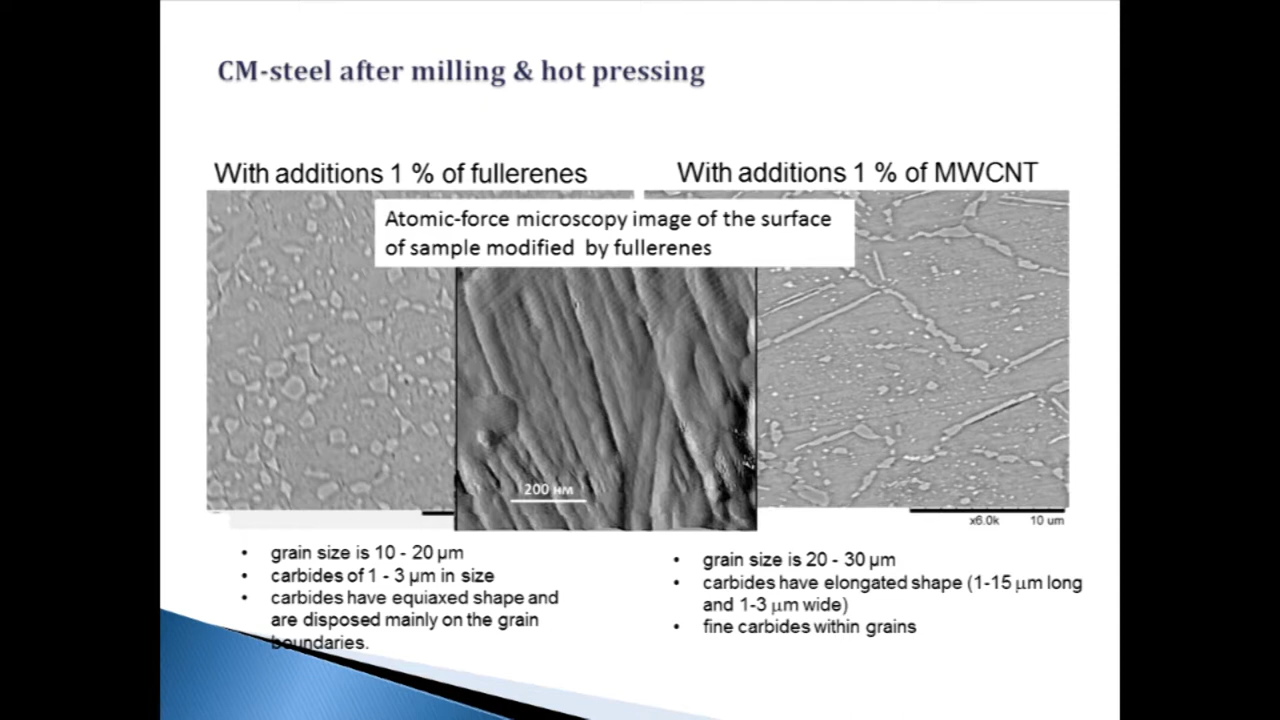 CM-steel after milling & hot pressing
With additions 1 % of fullerenes
With additions 1 % of MWCNT
Atomic-force microscopy image of the surface
of sample modified by fullerenes
200 нм
x6.0k 10 um
• grain size is 10 - 20 µm
• carbides of 1 - 3 µm in size
• carbides have equiaxed shape and
are disposed mainly on the grain
boundaries.
• grain size is 20 - 30 µm
• carbides have elongated shape (1-15 µm long
and 1-3 µm wide)
• fine carbides within grains